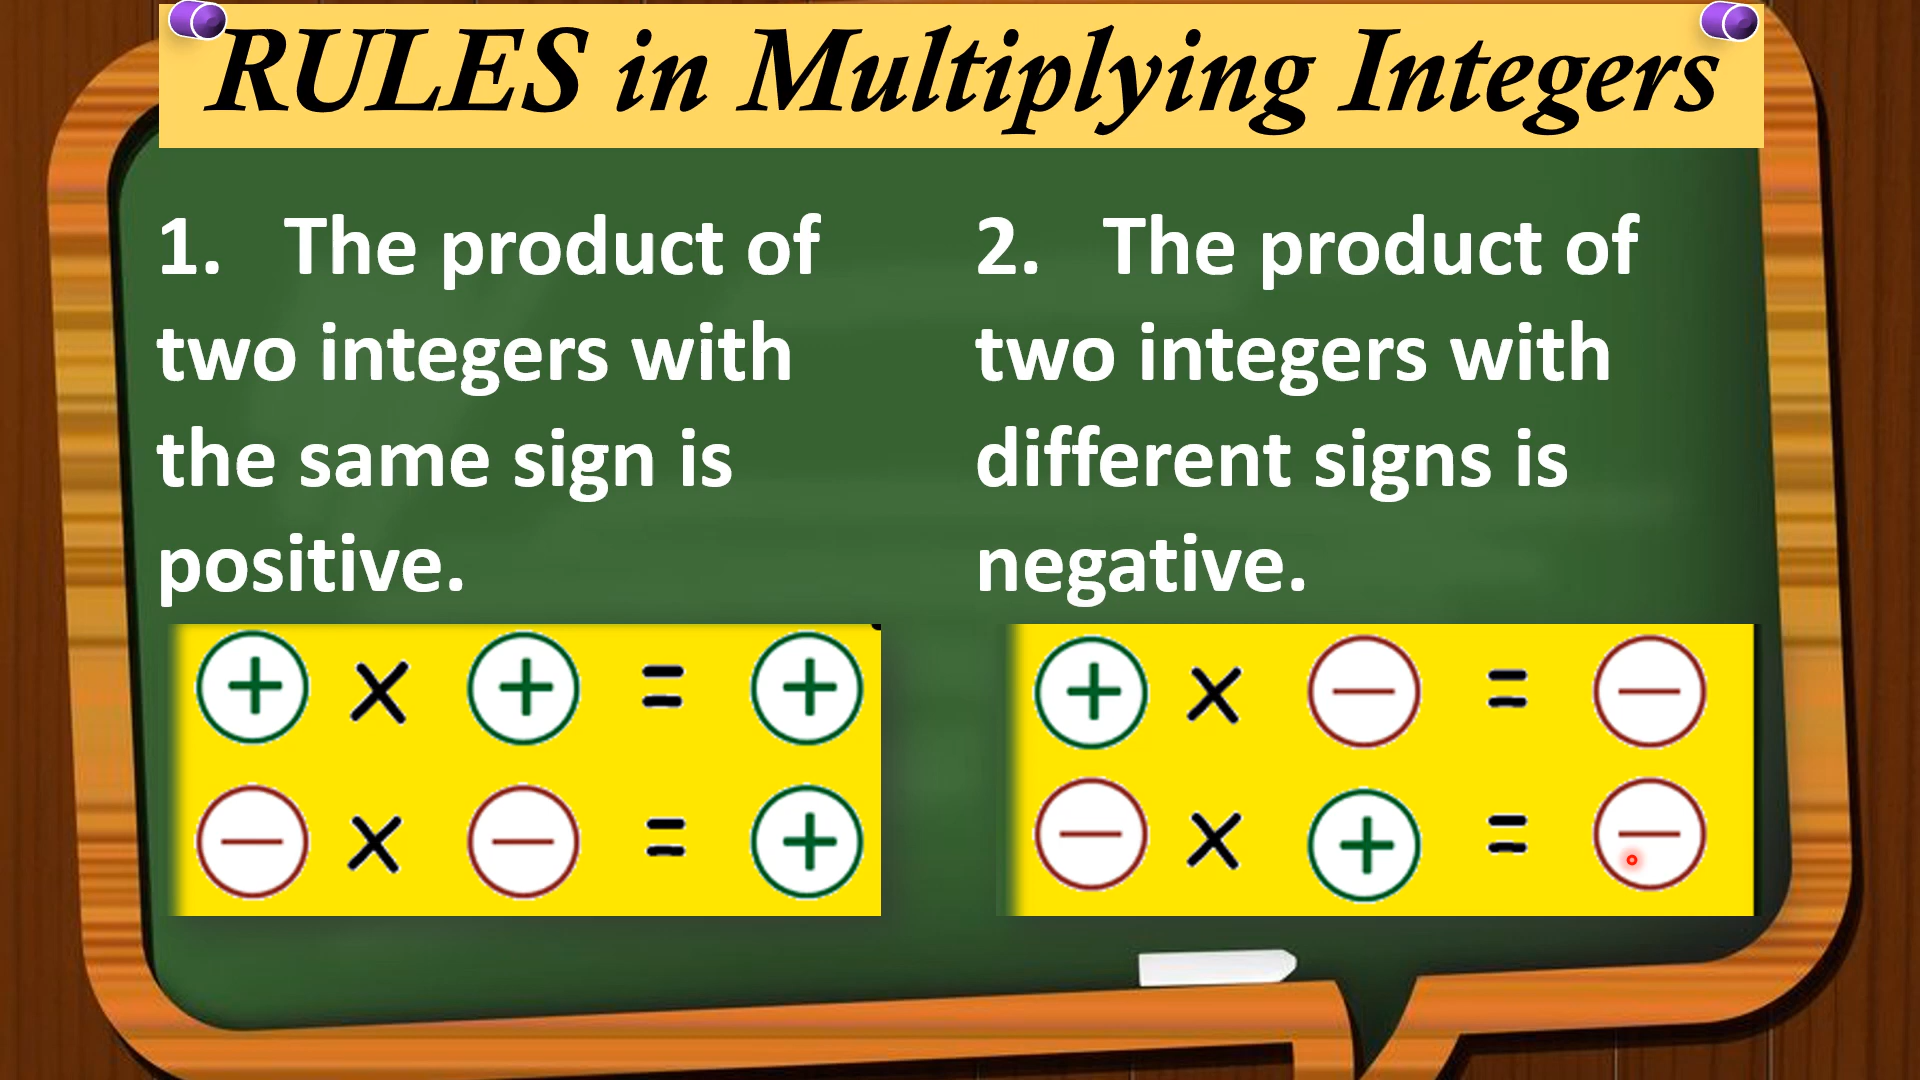 RULES in Multiplying Integers
1. The product of
two integers with
the same sign is
positive.
+ × + = +
− × − = +
2. The product of
two integers with
different signs is
negative.
+ × − = −
− × + = −